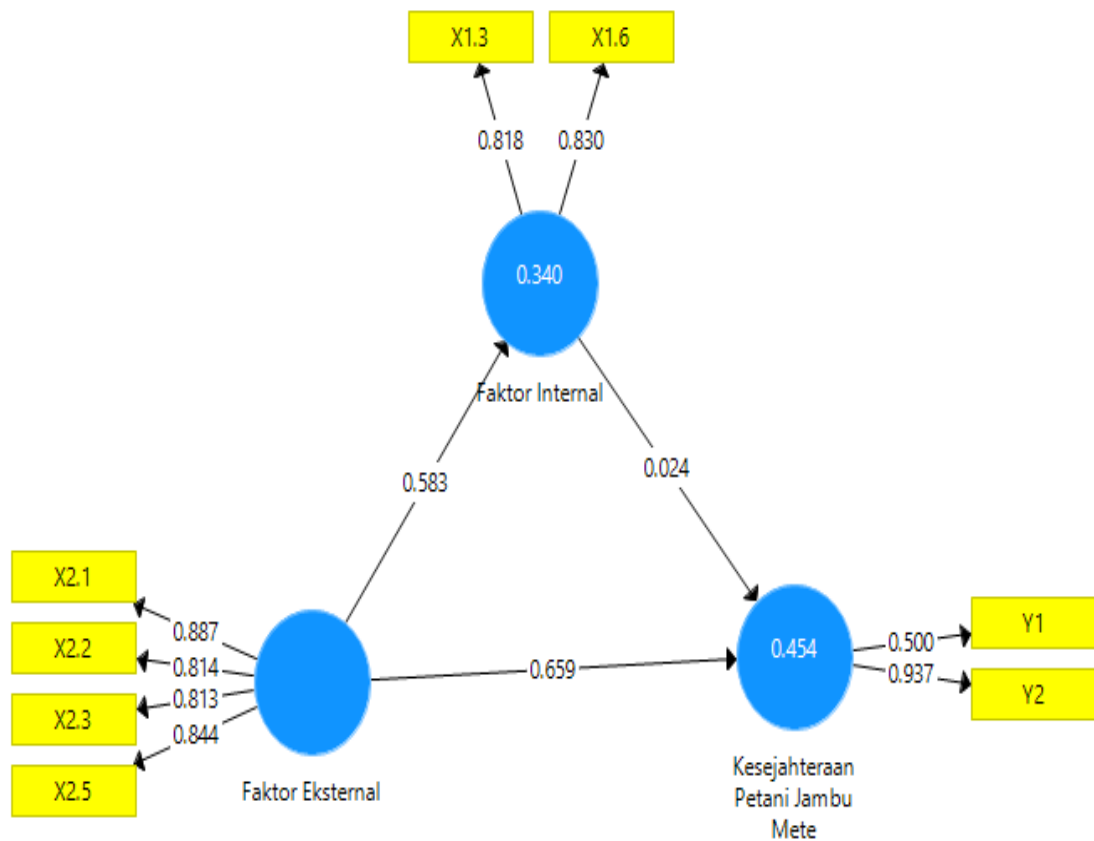 X1.3 X1.6
0.818 0.830
0.340
Faktor Internal
0.583 0.024
X2.1
X2.2
X2.3
X2.5
0.887
0.814
0.813
0.844
Faktor Eksternal
0.659
0.454
0.500
0.937
Y1
Y2
Kesejahteraan
Petani Jambu
Mete